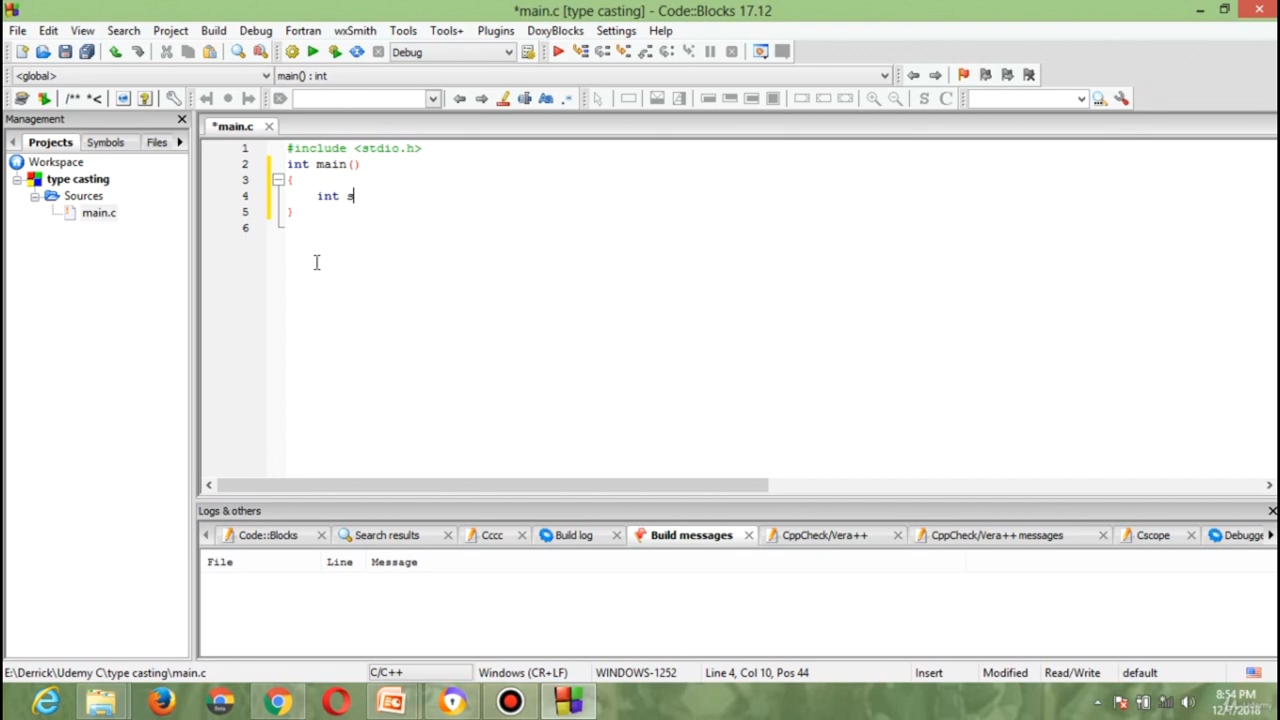 *main.c [type casting] - Code::Blocks 17.12
File Edit View Search Project Build Debug Fortran wxSmith Tools Tools+ Plugins DoxyBlocks Settings Help
Debug
<global> main() : int
/** *< S C
Management
Projects Symbols Files
*main.c
Workspace
type casting
Sources
main.c
1 #include <stdio.h>
2 int main()
3 {
4 int s
5 }
6
Logs & others
Code::Blocks Search results Cccc Build log Build messages CppCheck/Vera++ CppCheck/Vera++ messages Cscope Debugge
File Line Message
E:\Derrick\Udemy C\type casting\main.c C/C++ Windows (CR+LF) WINDOWS-1252 Line 4, Col 10, Pos 44 Insert Modified Read/Write default
8:54 PM
Udemy